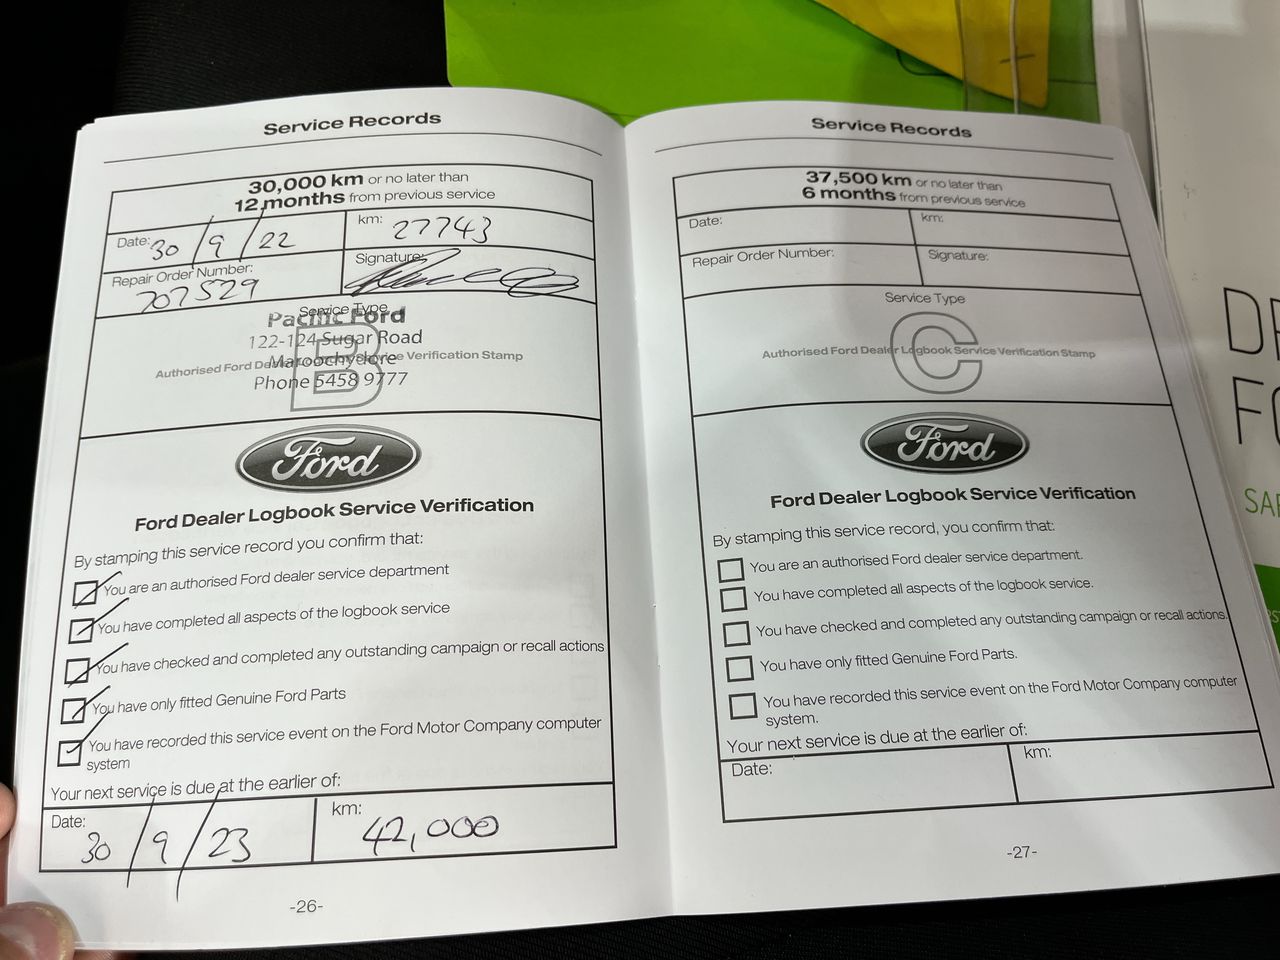 Service Records
30,000 km or no later than
12 months from previous service
Date: 30/9/22
km: 27743
Repair Order Number: 707529
Signature:
Service Type
B
Pacific Ford
122-124 Sugar Road
Maroochydore
Phone 5458 9777
Authorised Ford Dealer Logbook Service Verification Stamp
Ford
Ford Dealer Logbook Service Verification
By stamping this service record you confirm that:
You are an authorised Ford dealer service department
You have completed all aspects of the logbook service
You have checked and completed any outstanding campaign or recall actions
You have only fitted Genuine Ford Parts
You have recorded this service event on the Ford Motor Company computer
system
Your next service is due at the earlier of:
Date: 30/9/23
km: 42,000
-26-
Service Records
37,500 km or no later than
6 months from previous service
Date:
km:
Repair Order Number:
Signature:
Service Type
C
Authorised Ford Dealer Logbook Service Verification Stamp
Ford
Ford Dealer Logbook Service Verification
By stamping this service record, you confirm that:
You are an authorised Ford dealer service department.
You have completed all aspects of the logbook service.
You have checked and completed any outstanding campaign or recall actions.
You have only fitted Genuine Ford Parts.
You have recorded this service event on the Ford Motor Company computer
system.
Your next service is due at the earlier of:
Date:
km:
-27-